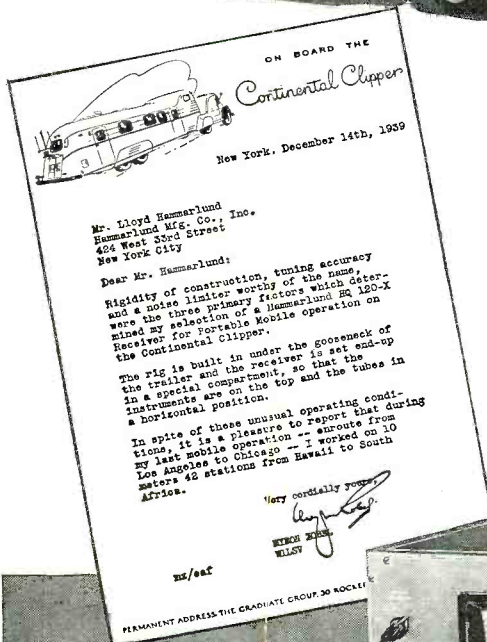 ON BOARD THE
Continental Clipper
New York, December 14th, 1939
Mr. Lloyd Hammarlund
Hammarlund Mfg. Co., Inc.
424 West 33rd Street
New York City
Dear Mr. Hammarlund:
Rigidity of construction, tuning accuracy
and a noise limiter worthy of the name,
were the three primary factors which deter-
mined my selection of a Hammarlund HQ 120-X
Receiver for Portable Mobile operation on
the Continental Clipper.
The rig is built in under the gooseneck of
the trailer and the receiver is set end-up
in a special compartment, so that the
instruments are on the top and the tubes in
a horizontal position.
In spite of these unusual operating condi-
tions, it is a pleasure to report that during
my last mobile operation -- enroute from
Los Angeles to Chicago -- I worked on 10
meters 42 stations from Hawaii to South
Africa.
Very cordially yours,
MYRON
mz/eaf
PERMANENT ADDRESS, THE GRADUATE GROUP, 30